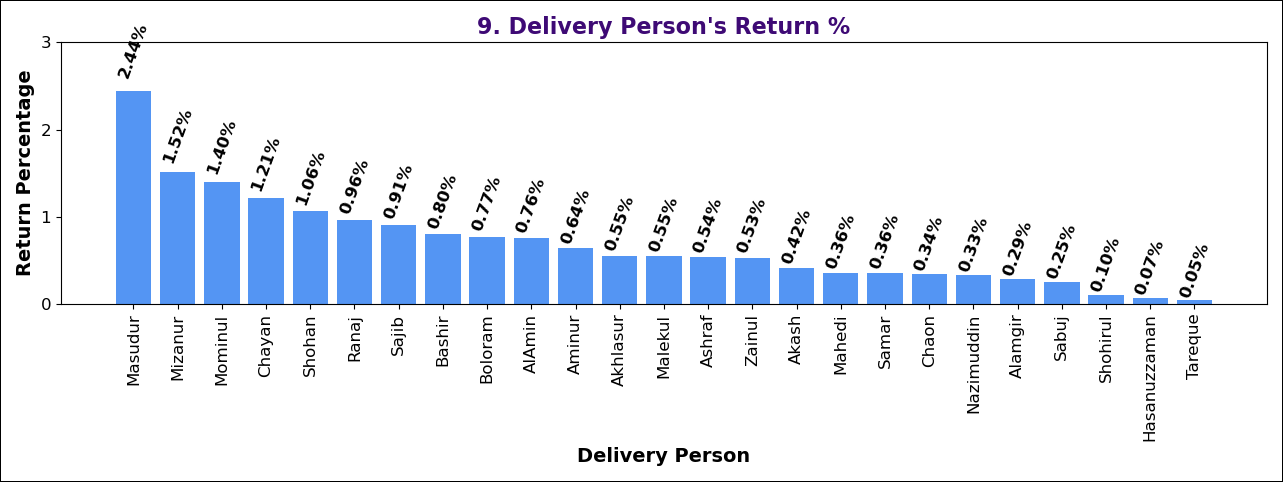 9. Delivery Person's Return %
Return Percentage
3
2
1
0
2.44%
1.52%
1.40%
1.21%
1.06%
0.96%
0.91%
0.80%
0.77%
0.76%
0.64%
0.55%
0.55%
0.54%
0.53%
0.42%
0.36%
0.36%
0.34%
0.33%
0.29%
0.25%
0.10%
0.07%
0.05%
Masudur
Mizanur
Mominul
Chayan
Shohan
Ranaj
Sajib
Bashir
Boloram
AlAmin
Aminur
Akhlasur
Malekul
Ashraf
Zainul
Akash
Mahedi
Samar
Chaon
Nazimuddin
Alamgir
Sabuj
Shohirul
Hasanuzzaman
Tareque
Delivery Person